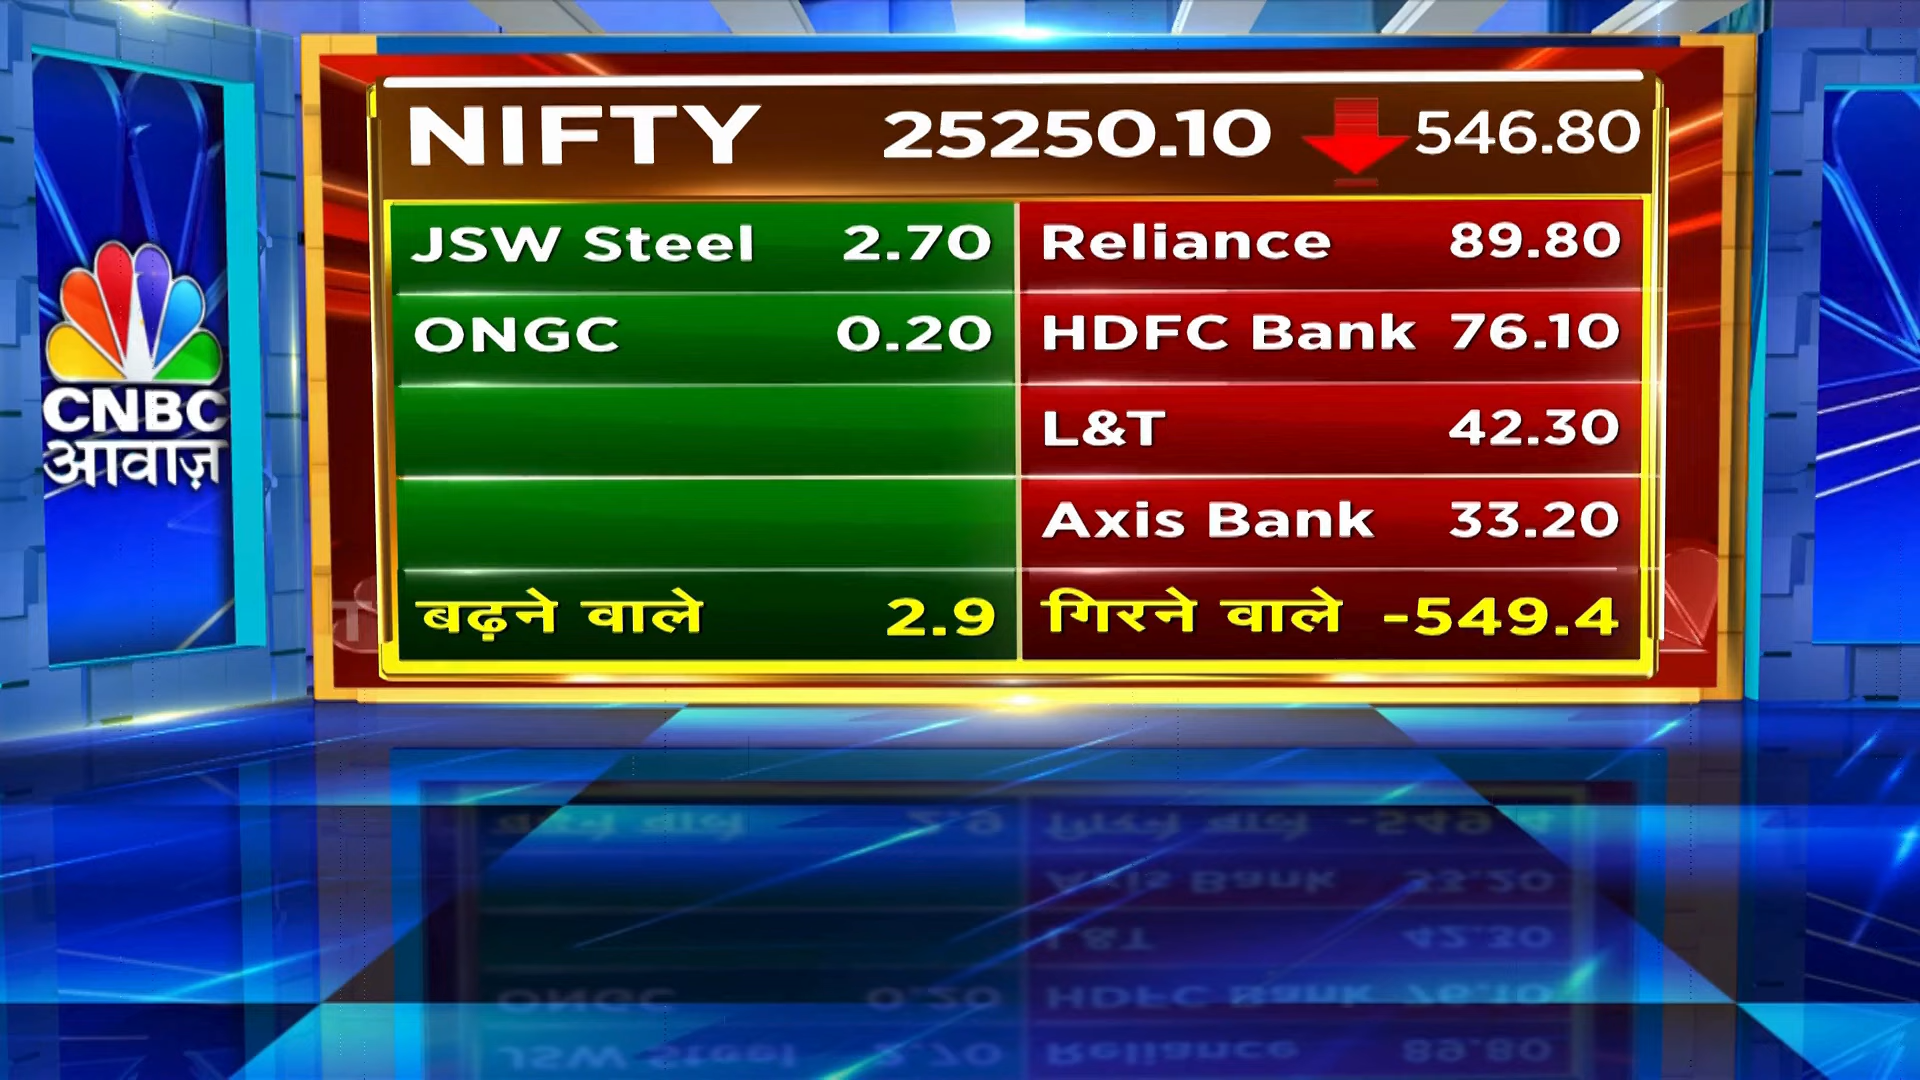 NIFTY 25250.10 546.80
JSW Steel 2.70 Reliance 89.80
ONGC 0.20 HDFC Bank 76.10
L&T 42.30
Axis Bank 33.20
बढ़ने वाले 2.9 गिरने वाले -549.4
CNBC
आवाज़